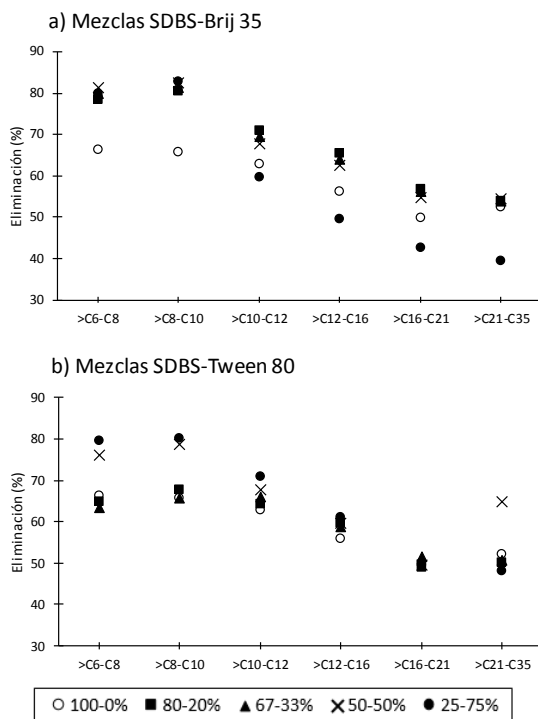 a) Mezclas SDBS-Brij 35
90
80
70
60
50
40
30
Eliminación (%)
>C6-C8 >C8-C10 >C10-C12 >C12-C16 >C16-C21 >C21-C35
b) Mezclas SDBS-Tween 80
90
80
70
60
50
40
30
Eliminación (%)
>C6-C8 >C8-C10 >C10-C12 >C12-C16 >C16-C21 >C21-C35
100-0% 80-20% 67-33% 50-50% 25-75%